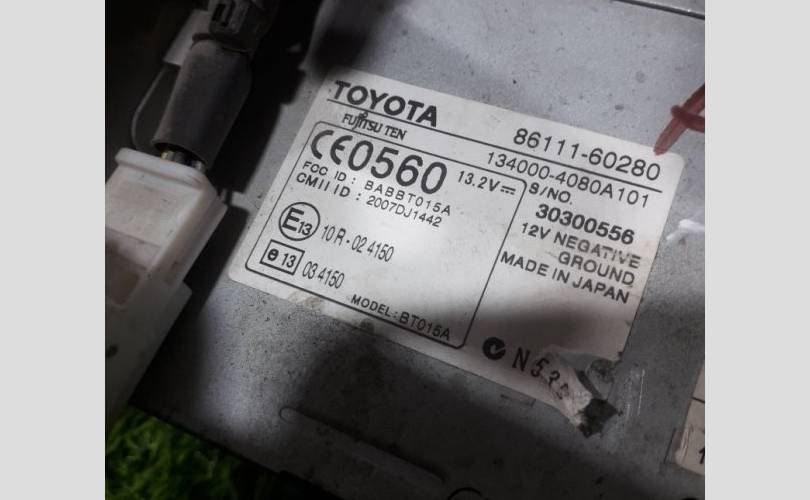 TOYOTA 86111-60280
FUJITSU TEN 134000-4080A101
CE0560 13.2V⎓ S/NO.
FCC ID : BABBT015A 30300556
CMII ID : 2007DJ1442 12V NEGATIVE
E13 10R-02 4150 GROUND
MADE IN JAPAN
e 13 03 4150
MODEL: BT015A